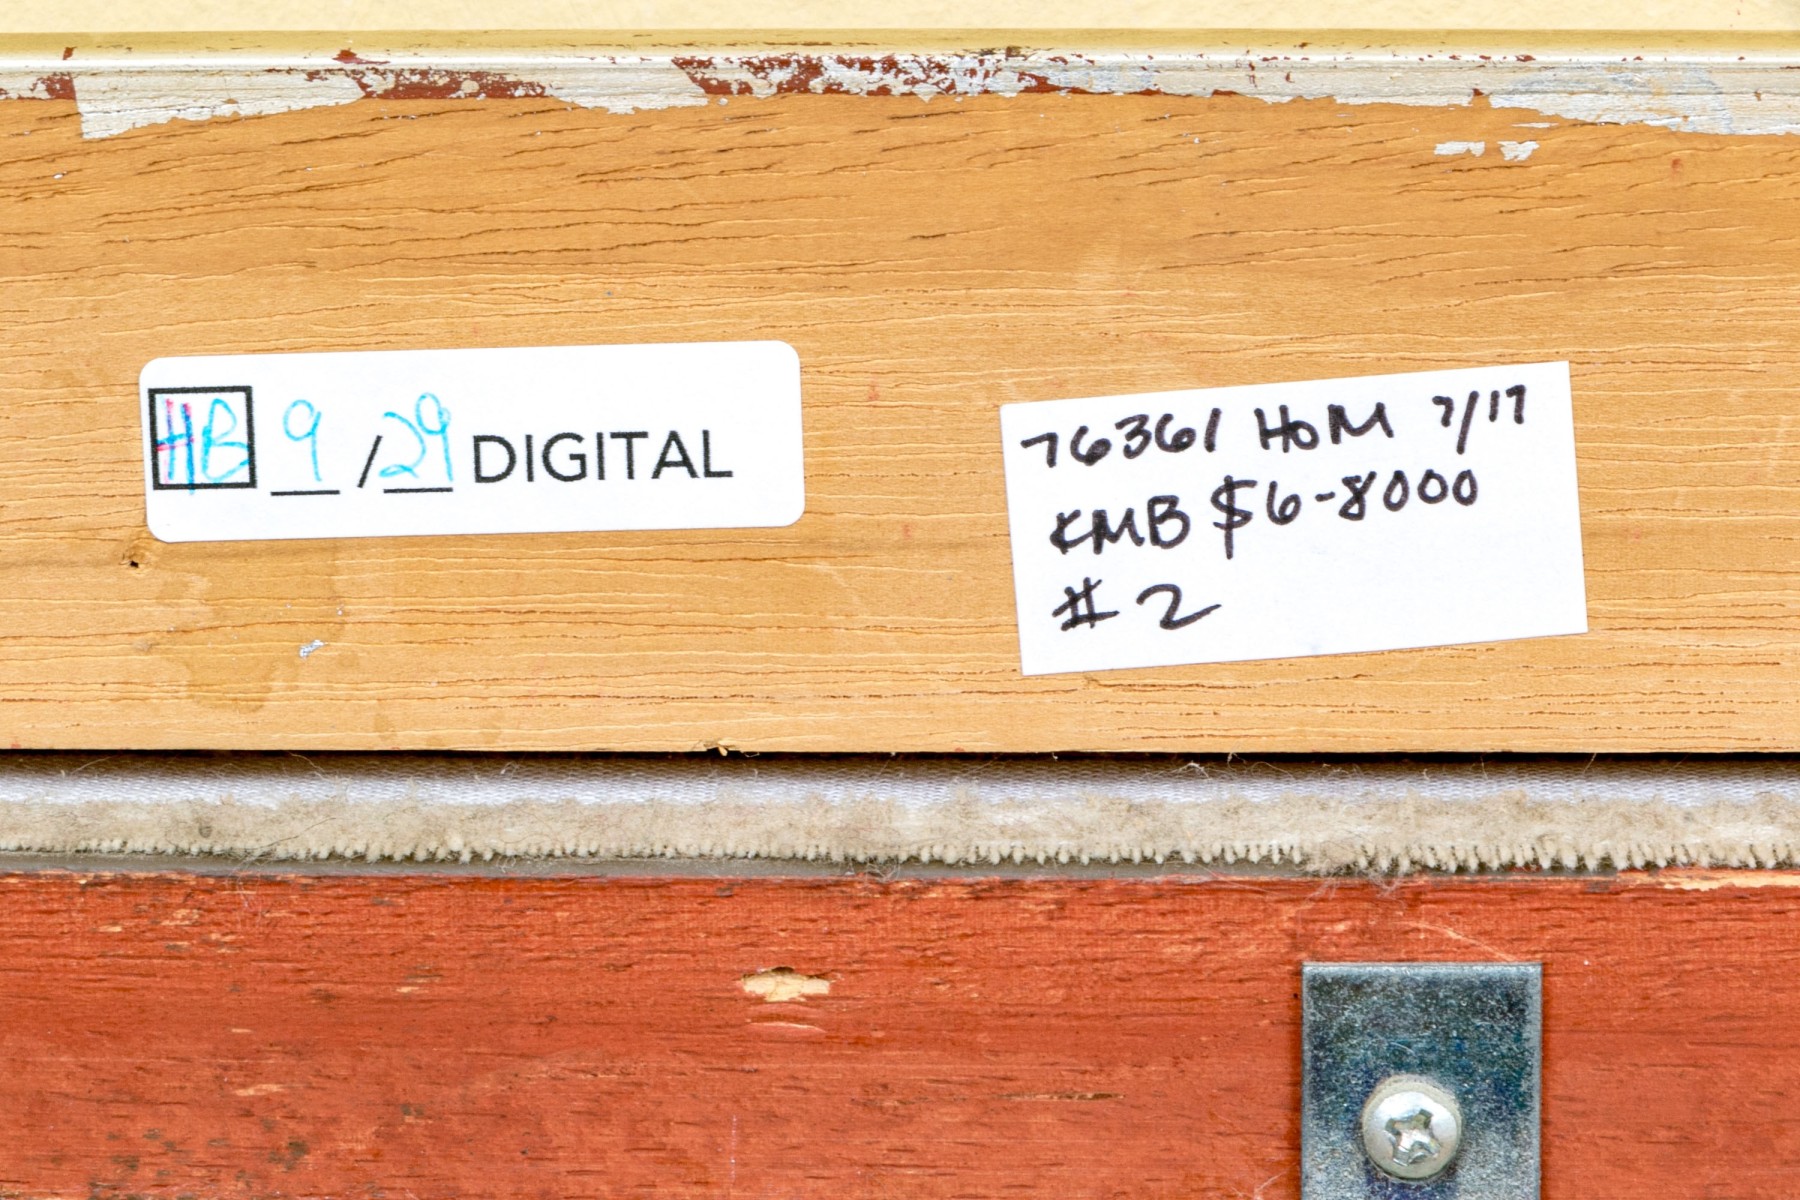 HB 9/29 DIGITAL
76361 HOM 7/17
KMB $6-8000
#2